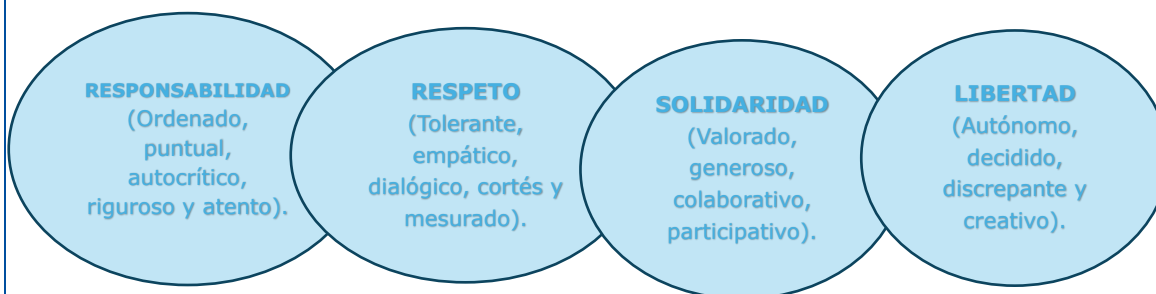 RESPONSABILIDAD
(Ordenado,
puntual,
autocrítico,
riguroso y atento).
RESPETO
(Tolerante,
empático,
dialógico, cortés y
mesurado).
SOLIDARIDAD
(Valorado,
generoso,
colaborativo,
participativo).
LIBERTAD
(Autónomo,
decidido,
discrepante y
creativo).